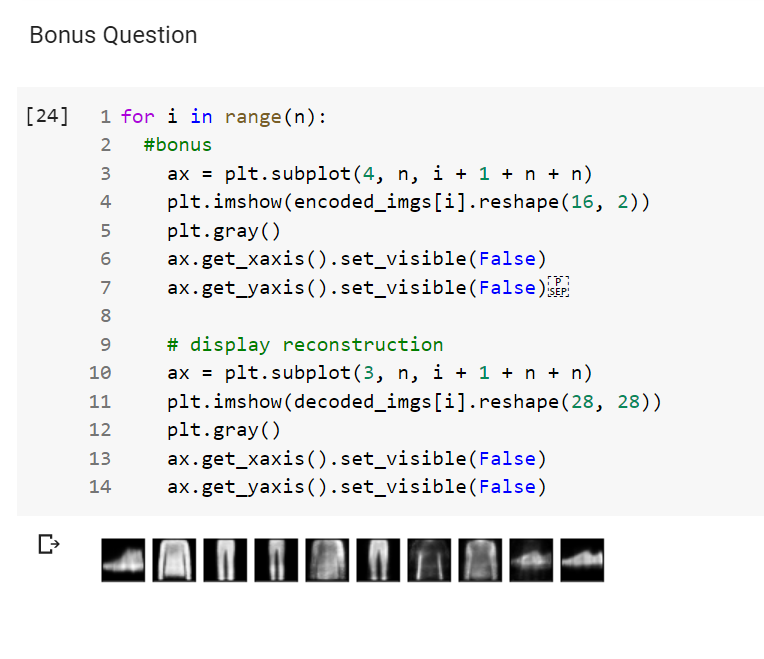 Bonus Question
[24] 1 for i in range(n):
2   #bonus
3     ax = plt.subplot(4, n, i + 1 + n + n)
4     plt.imshow(encoded_imgs[i].reshape(16, 2))
5     plt.gray()
6     ax.get_xaxis().set_visible(False)
7     ax.get_yaxis().set_visible(False)PSEP
8
9     # display reconstruction
10     ax = plt.subplot(3, n, i + 1 + n + n)
11     plt.imshow(decoded_imgs[i].reshape(28, 28))
12     plt.gray()
13     ax.get_xaxis().set_visible(False)
14     ax.get_yaxis().set_visible(False)